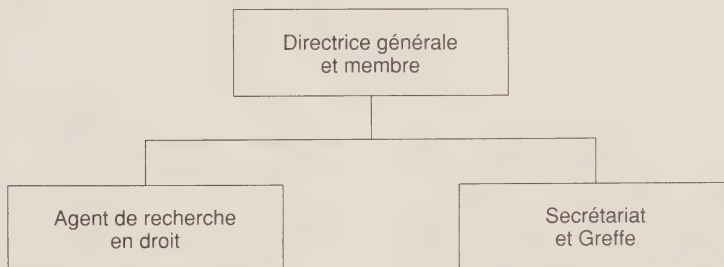 Directrice générale
et membre
Agent de recherche
en droit
Secrétariat
et Greffe